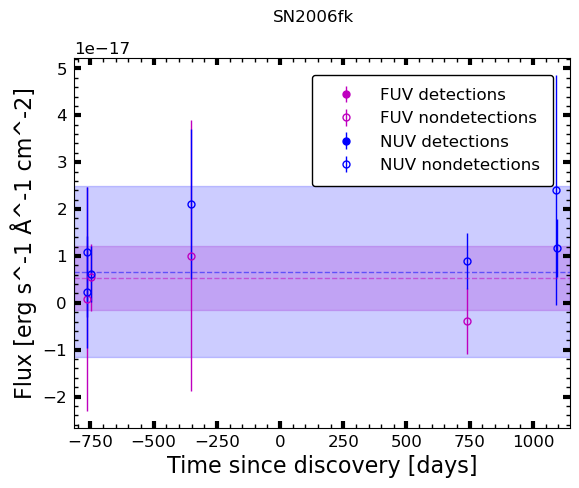 SN2006fk
1e−17
5
4
3
2
1
0
−1
−2
Flux [erg s^-1 Å^-1 cm^-2]
FUV detections
FUV nondetections
NUV detections
NUV nondetections
−750 −500 −250 0 250 500 750 1000
Time since discovery [days]